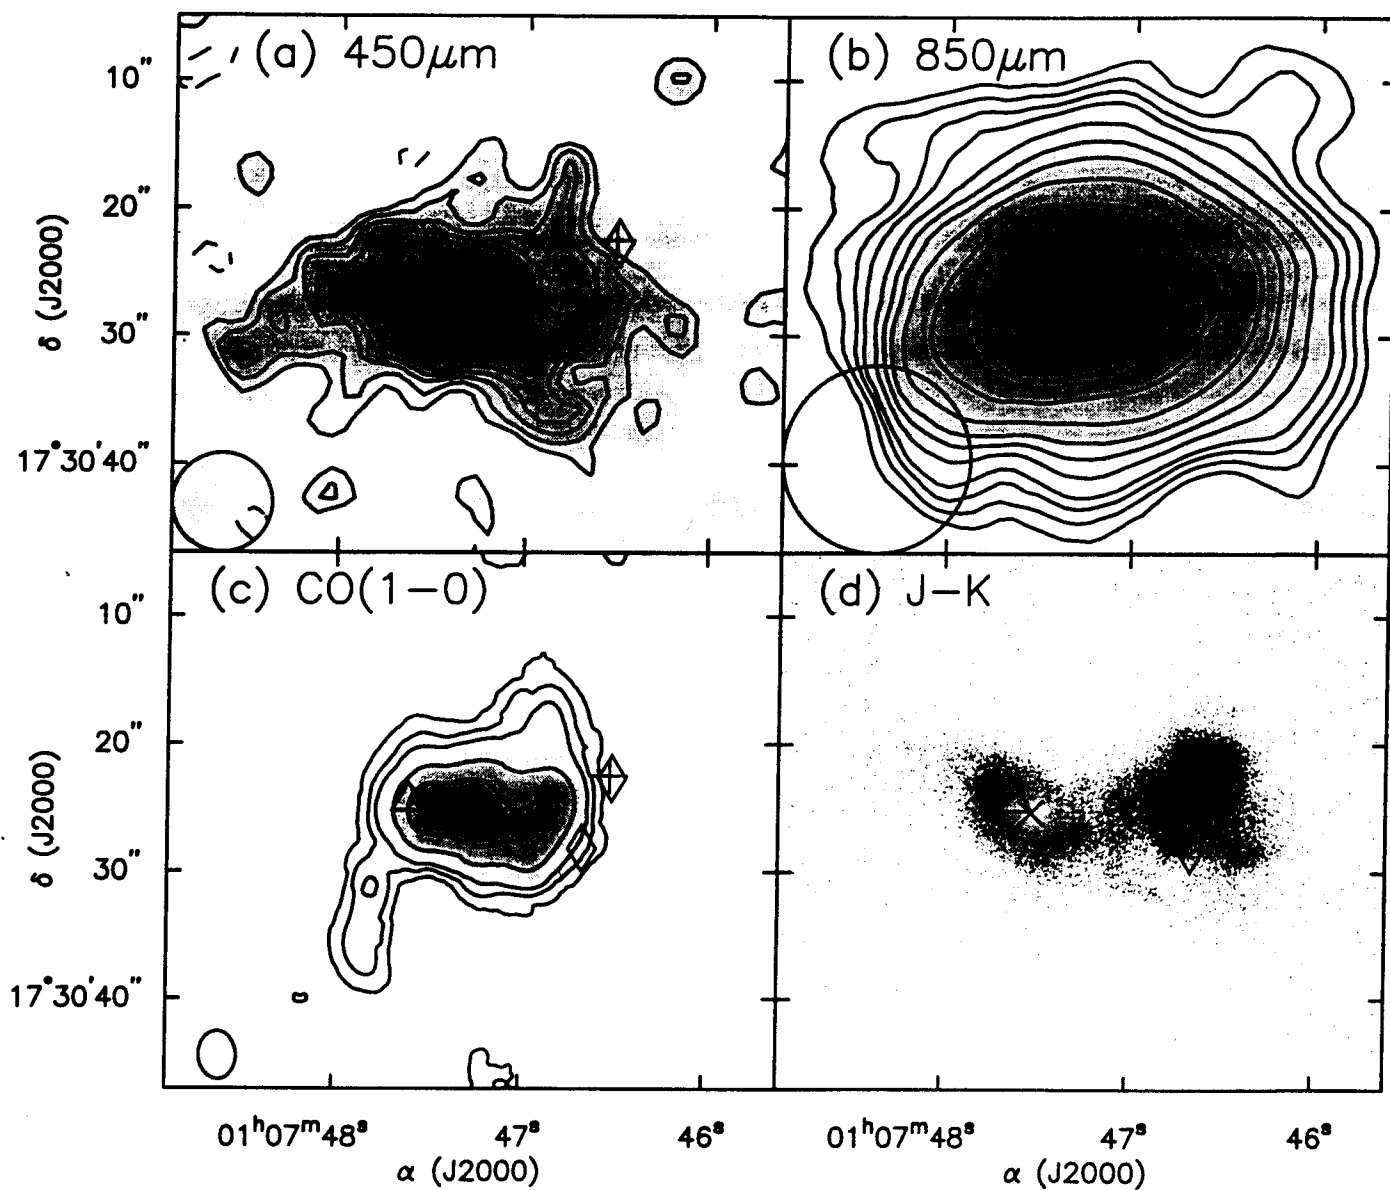 (a) 450μm
(b) 850μm
10"
20"
30"
17°30'40"
δ (J2000)
(c) CO(1−0)
(d) J−K
10"
20"
30"
17°30'40"
δ (J2000)
01ʰ07ᵐ48ˢ 47ˢ 46ˢ
α (J2000)
01ʰ07ᵐ48ˢ 47ˢ 46ˢ
α (J2000)